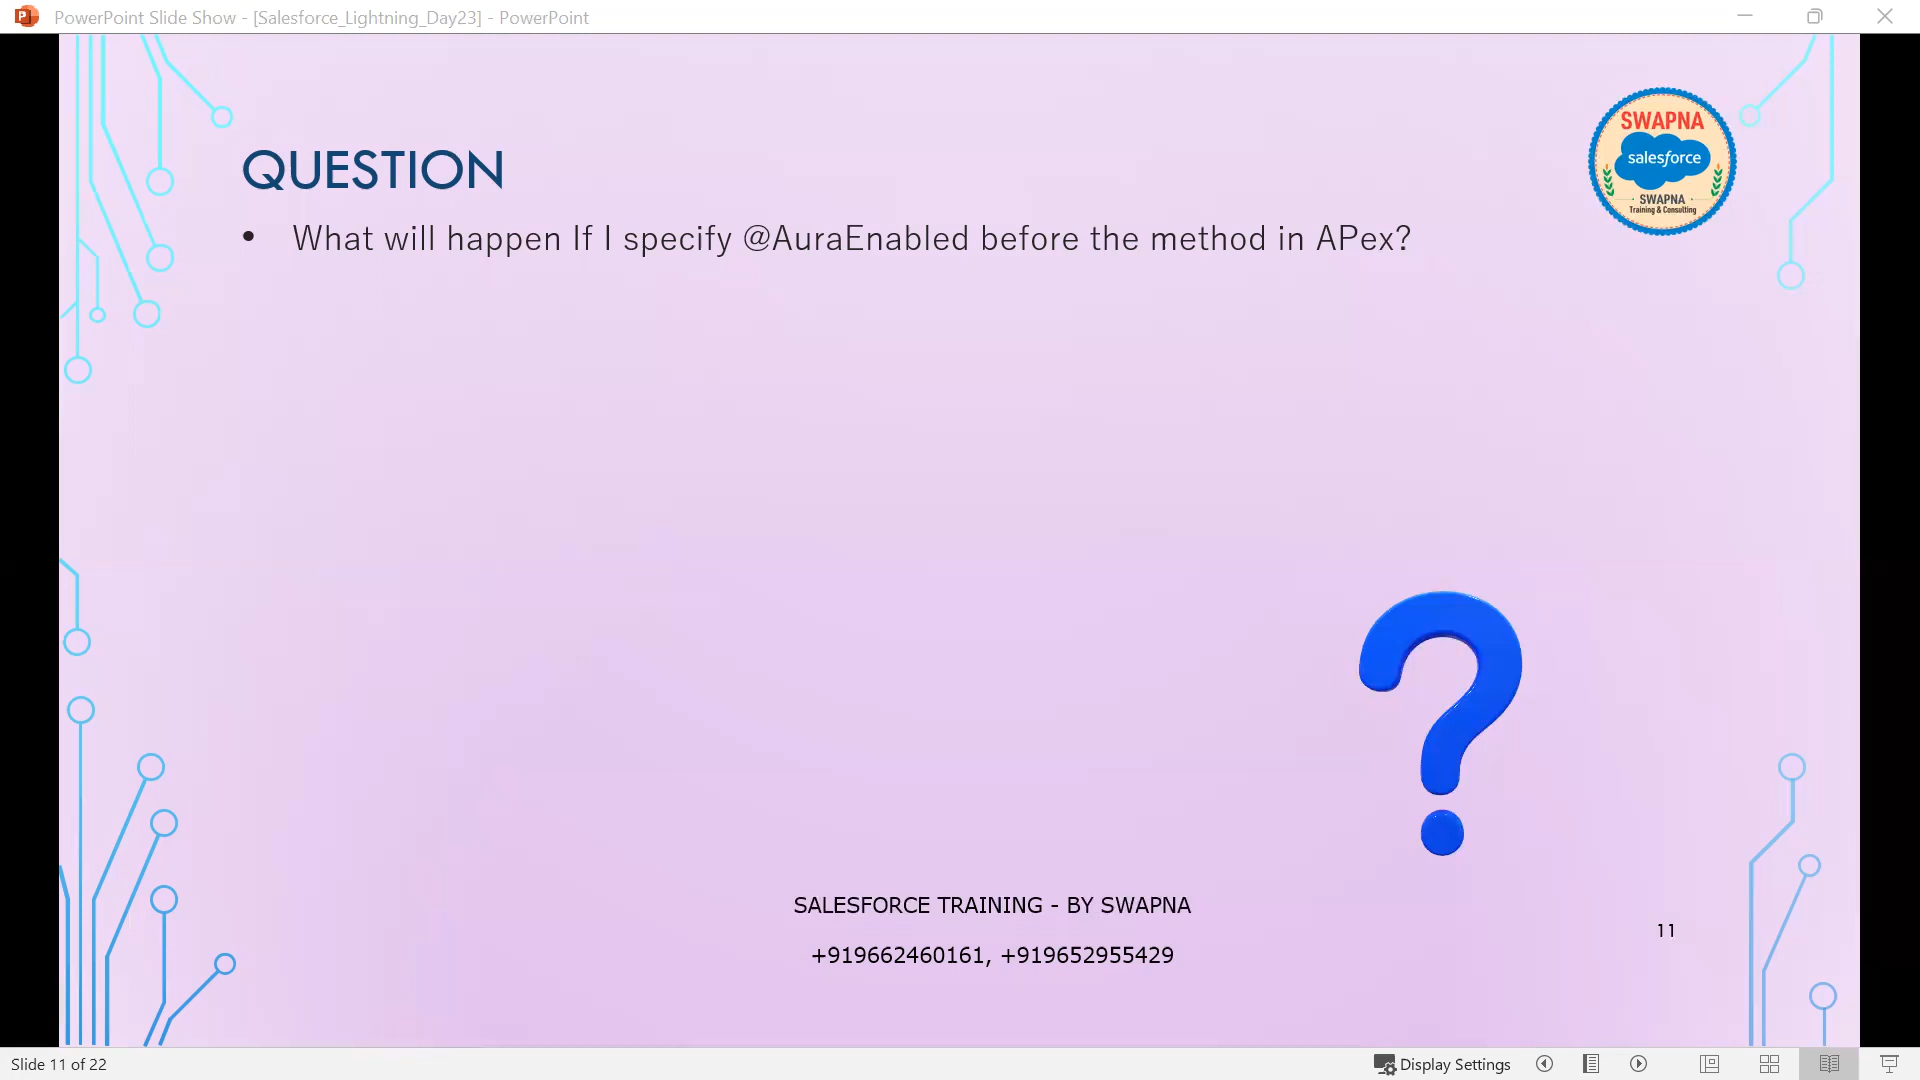 PowerPoint Slide Show - [Salesforce_Lightning_Day23] - PowerPoint
SWAPNA
salesforce
SWAPNA
Training & Consulting
QUESTION
• What will happen If I specify @AuraEnabled before the method in APex?
SALESFORCE TRAINING - BY SWAPNA
11
+919662460161, +919652955429
Slide 11 of 22
Display Settings